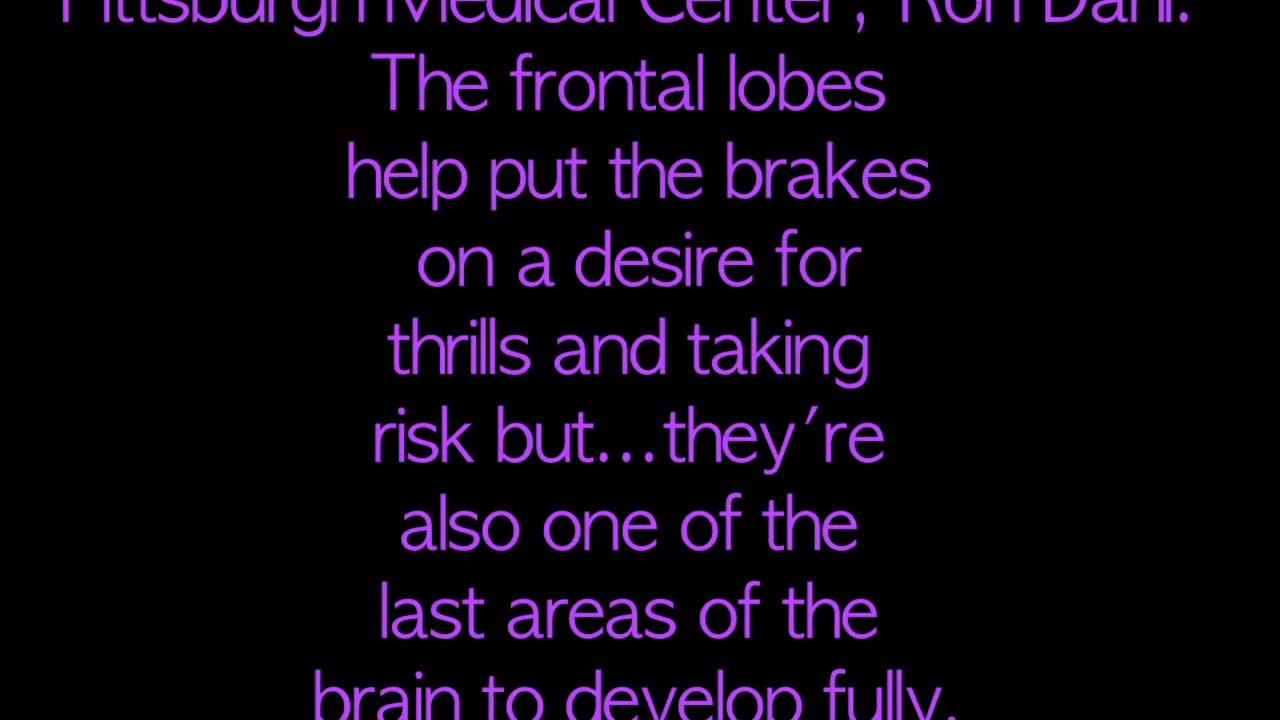 Pittsburgh Medical Center, Ron Dahl.
The frontal lobes
help put the brakes
on a desire for
thrills and taking
risk but...they're
also one of the
last areas of the
brain to develop fully.